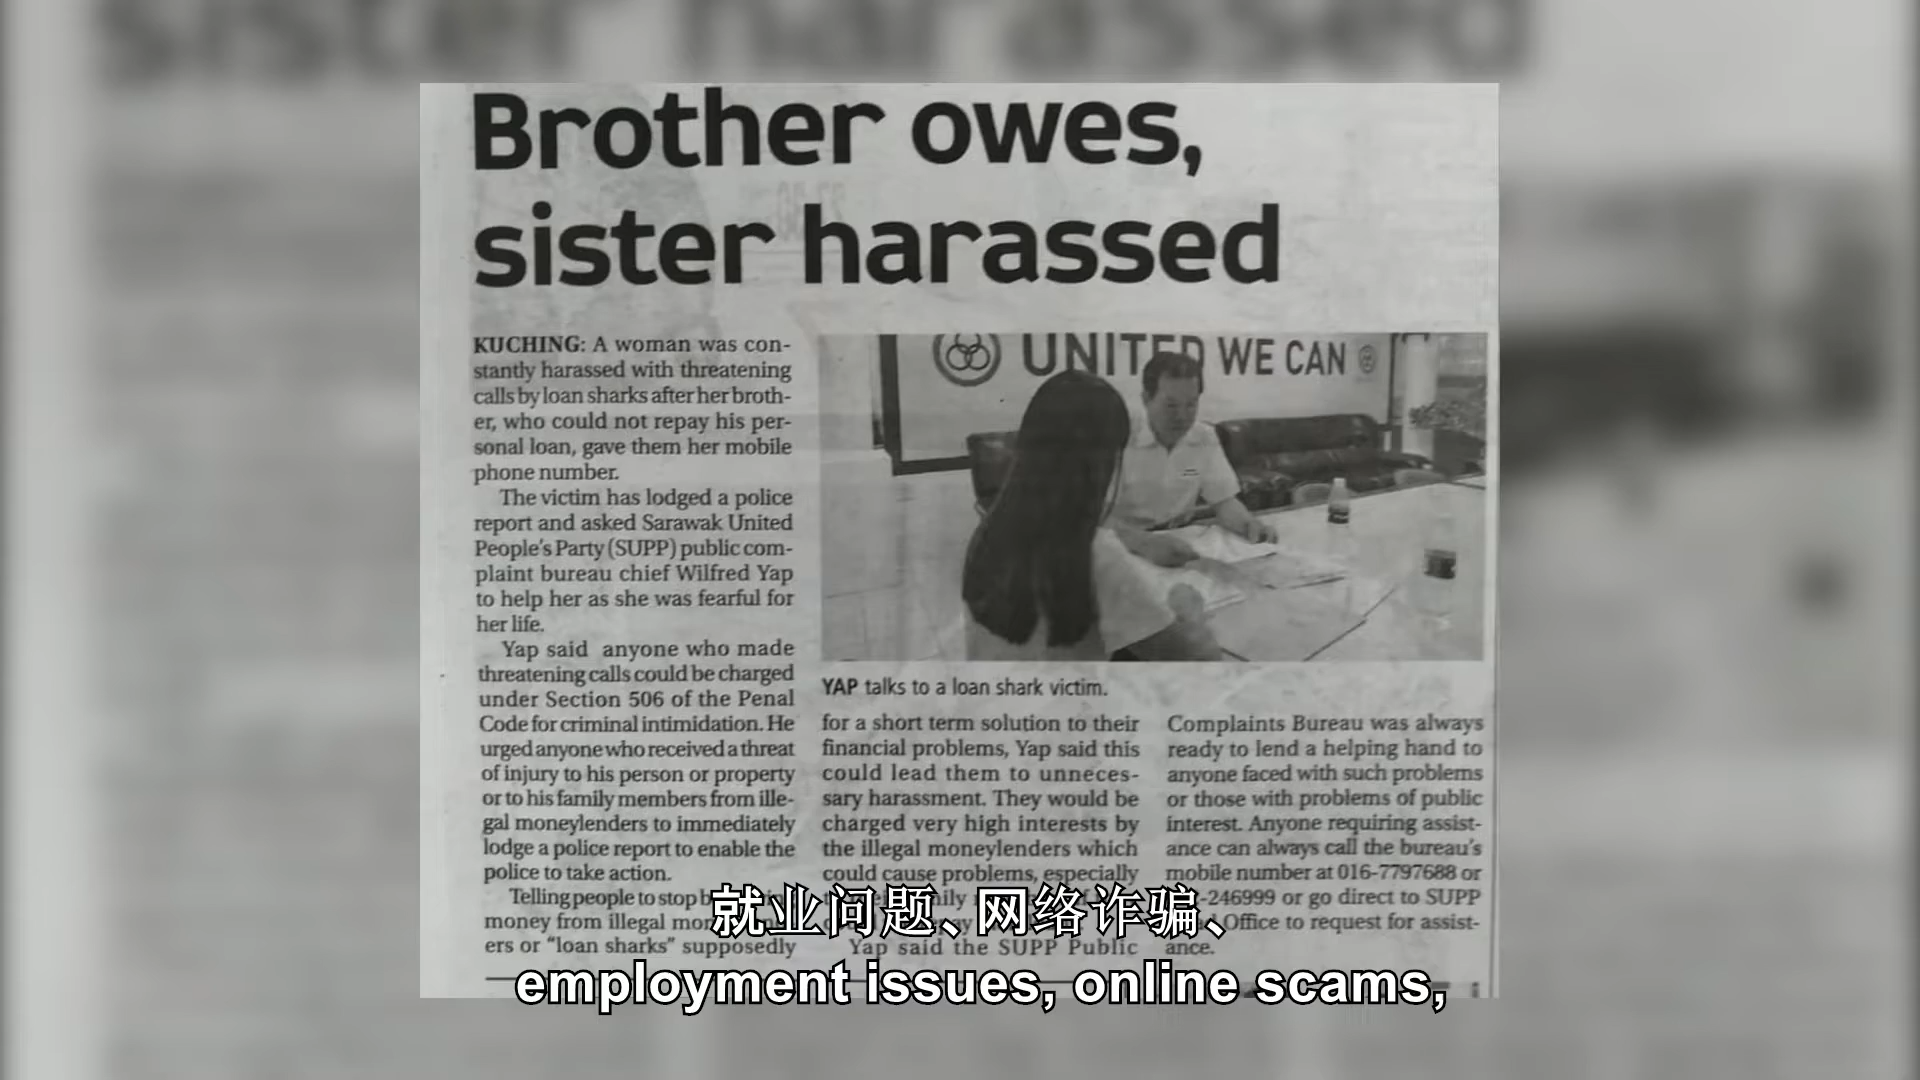 Brother owes,
sister harassed
KUCHING: A woman was con-
stantly harassed with threatening
calls by loan sharks after her broth-
er, who could not repay his per-
sonal loan, gave them her mobile
phone number.
The victim has lodged a police
report and asked Sarawak United
People's Party (SUPP) public com-
plaint bureau chief Wilfred Yap
to help her as she was fearful for
her life.
Yap said anyone who made
threatening calls could be charged
under Section 506 of the Penal
Code for criminal intimidation. He
urged anyone who received a threat
of injury to his person or property
or to his family members from ille-
gal moneylenders to immediately
lodge a police report to enable the
police to take action.
Telling people to stop
money from illegal
ers or “loan sharks” supposedly
UNITED WE CAN
YAP talks to a loan shark victim.
for a short term solution to their
financial problems, Yap said this
could lead them to unneces-
sary harassment. They would be
charged very high interests by
the illegal moneylenders which
could cause problems, especially
Yap said the SUPP Public
Complaints Bureau was always
ready to lend a helping hand to
anyone faced with such problems
or those with problems of public
interest. Anyone requiring assist-
ance can always call the bureau's
mobile number at 016-7797688 or
-246999 or go direct to SUPP
Office to request for assist-
ance.
就业问题、网络诈骗、
employment issues, online scams,